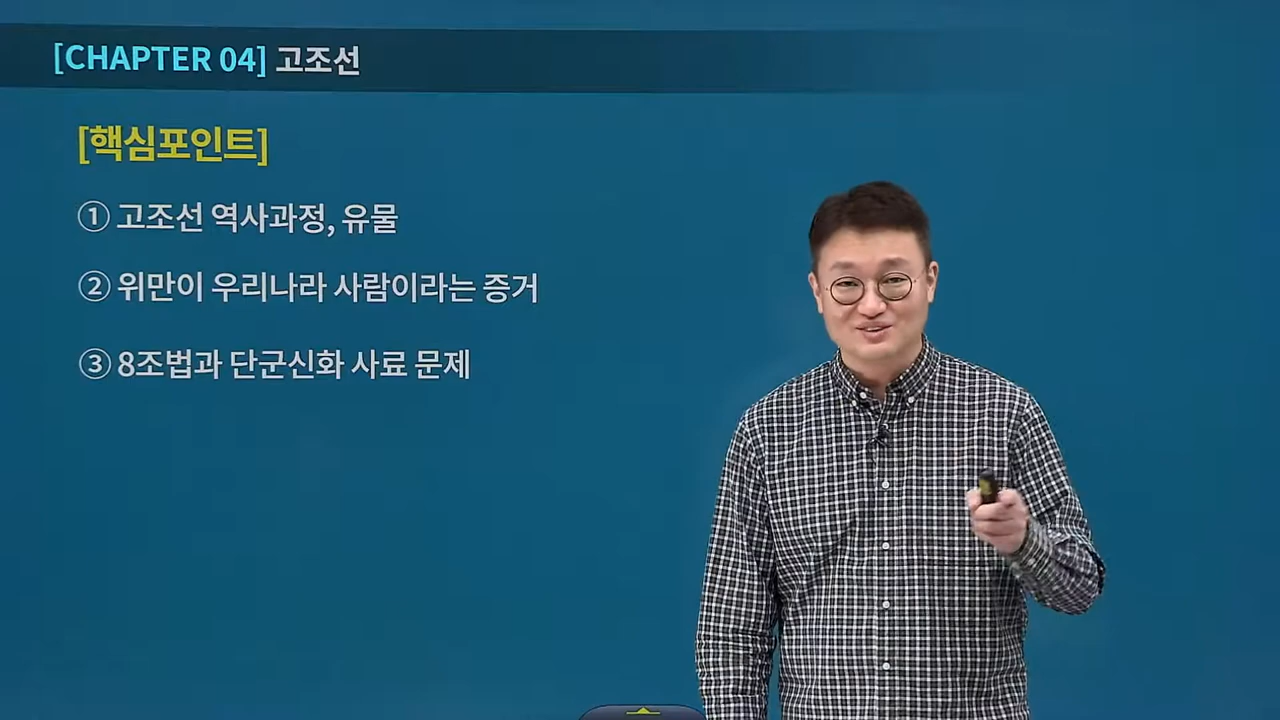 [CHAPTER 04] 고조선
[핵심포인트]
① 고조선 역사과정, 유물
② 위만이 우리나라 사람이라는 증거
③ 8조법과 단군신화 사료 문제